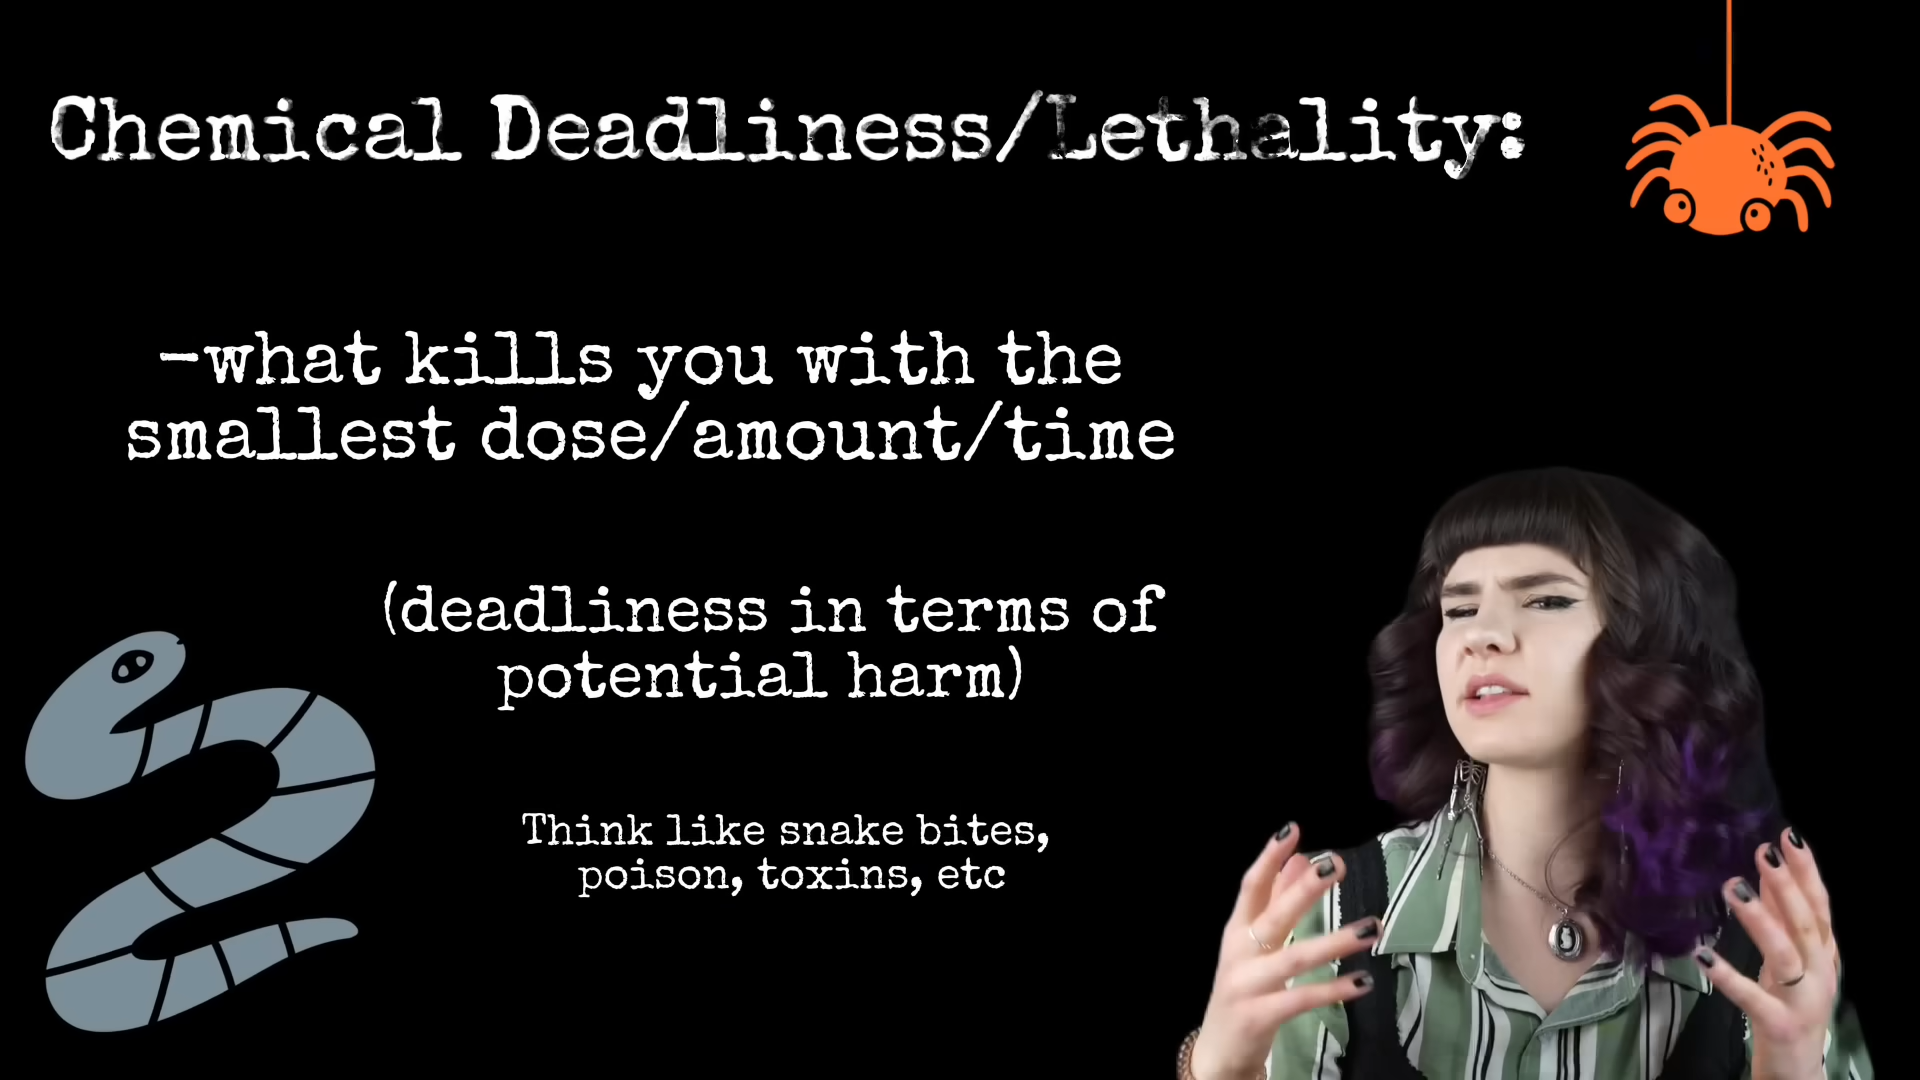 Chemical Deadliness/Lethality:
-what kills you with the
smallest dose/amount/time
(deadliness in terms of
potential harm)
Think like snake bites,
poison, toxins, etc